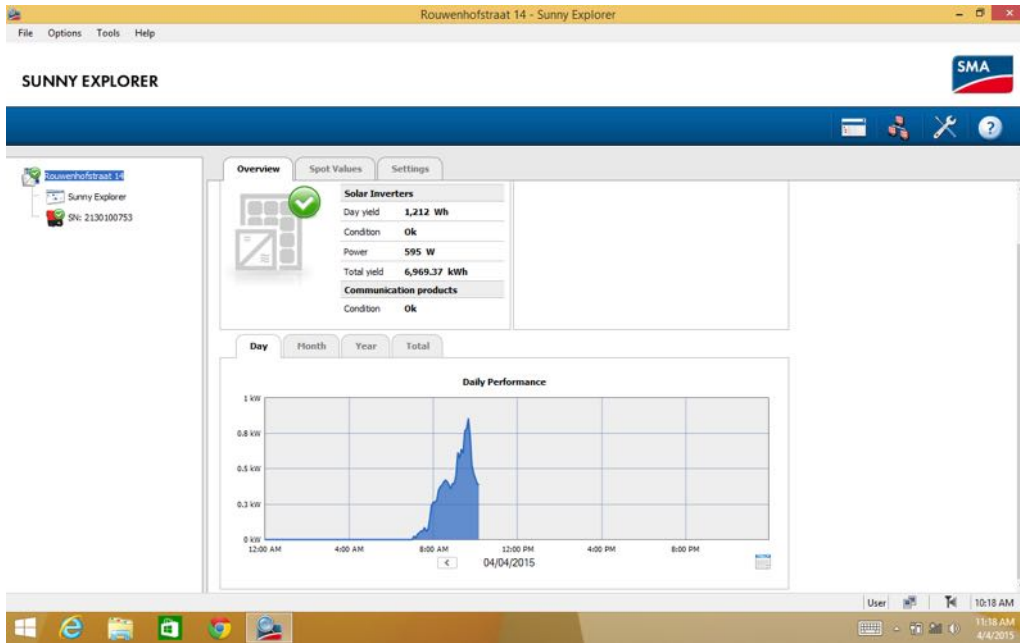 Rouwenhofstraat 14 - Sunny Explorer
File Options Tools Help
SUNNY EXPLORER
SMA
Rouwenhofstraat 14
Sunny Explorer
SN: 2130100753
Overview Spot Values Settings
Solar Inverters
Day yield 1,212 Wh
Condition Ok
Power 595 W
Total yield 6,969.37 kWh
Communication products
Condition Ok
Day Month Year Total
Daily Performance
1 kW
0.8 kW
0.5 kW
0.3 kW
0 kW
12:00 AM 4:00 AM 8:00 AM 12:00 PM 4:00 PM 8:00 PM
< 04/04/2015
User 10:18 AM
11:18 AM
4/4/2015